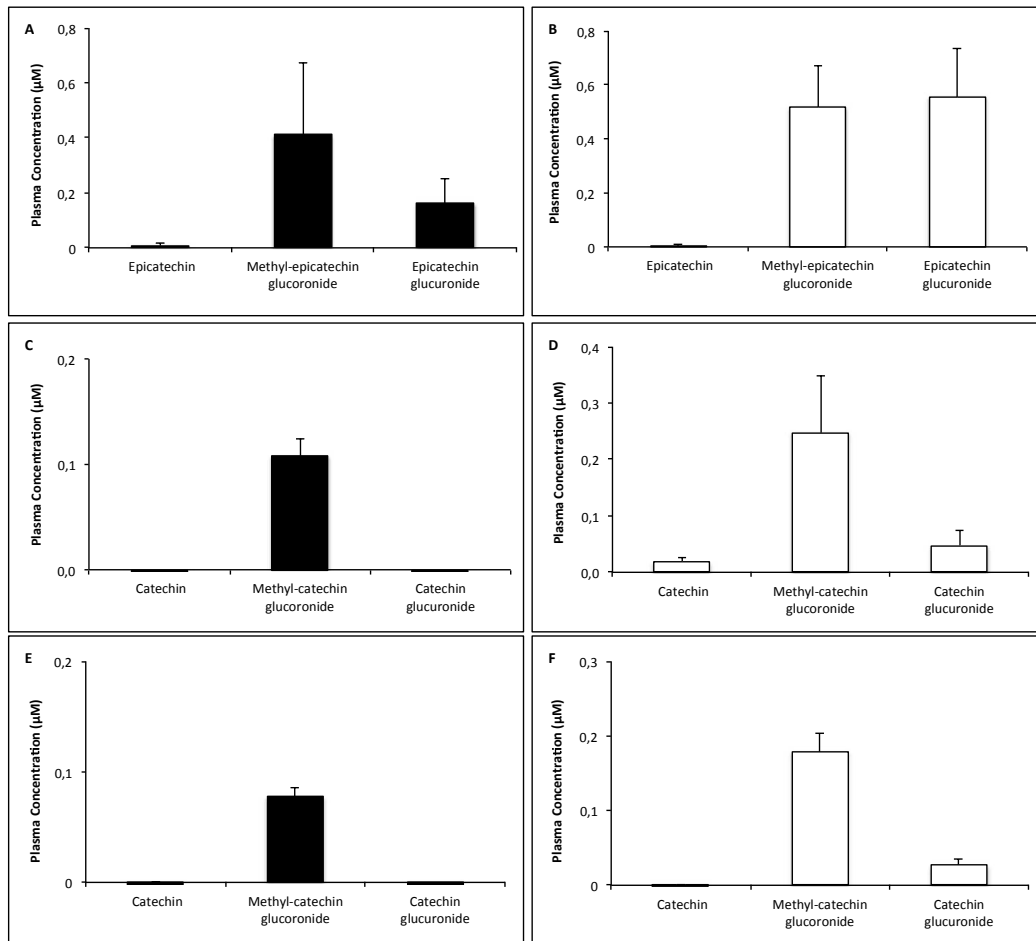 A
Plasma Concentration (µM)
0,8
0,6
0,4
0,2
0
Epicatechin
Methyl-epicatechin
glucoronide
Epicatechin
glucuronide
B
Plasma Concentration (µM)
0,8
0,6
0,4
0,2
0
Epicatechin
Methyl-epicatechin
glucoronide
Epicatechin
glucuronide
C
Plasma Concentration (µM)
0,2
0,1
0,0
Catechin
Methyl-catechin
glucoronide
Catechin
glucuronide
D
Plasma Concentration (µM)
0,4
0,3
0,2
0,1
0,0
Catechin
Methyl-catechin
glucoronide
Catechin
glucuronide
E
Plasma Concentration (µM)
0,2
0,1
0
Catechin
Methyl-catechin
glucoronide
Catechin
glucuronide
F
Plasma Concentration (µM)
0,3
0,2
0,1
0
Catechin
Methyl-catechin
glucoronide
Catechin
glucuronide